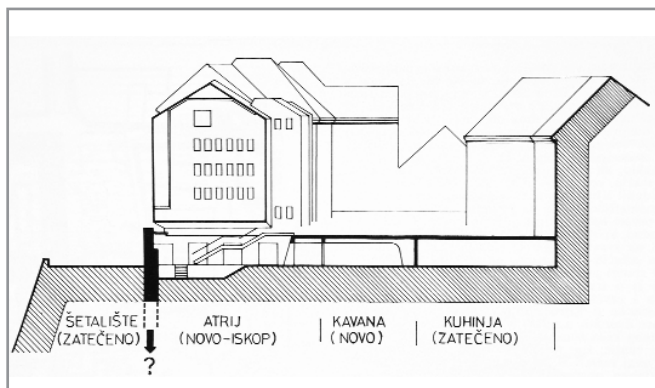 ŠETALIŠTE
(ZATEČENO)
ATRIJ
(NOVO-ISKOP)
KAVANA
(NOVO)
KUHINJA
(ZATEČENO)
?